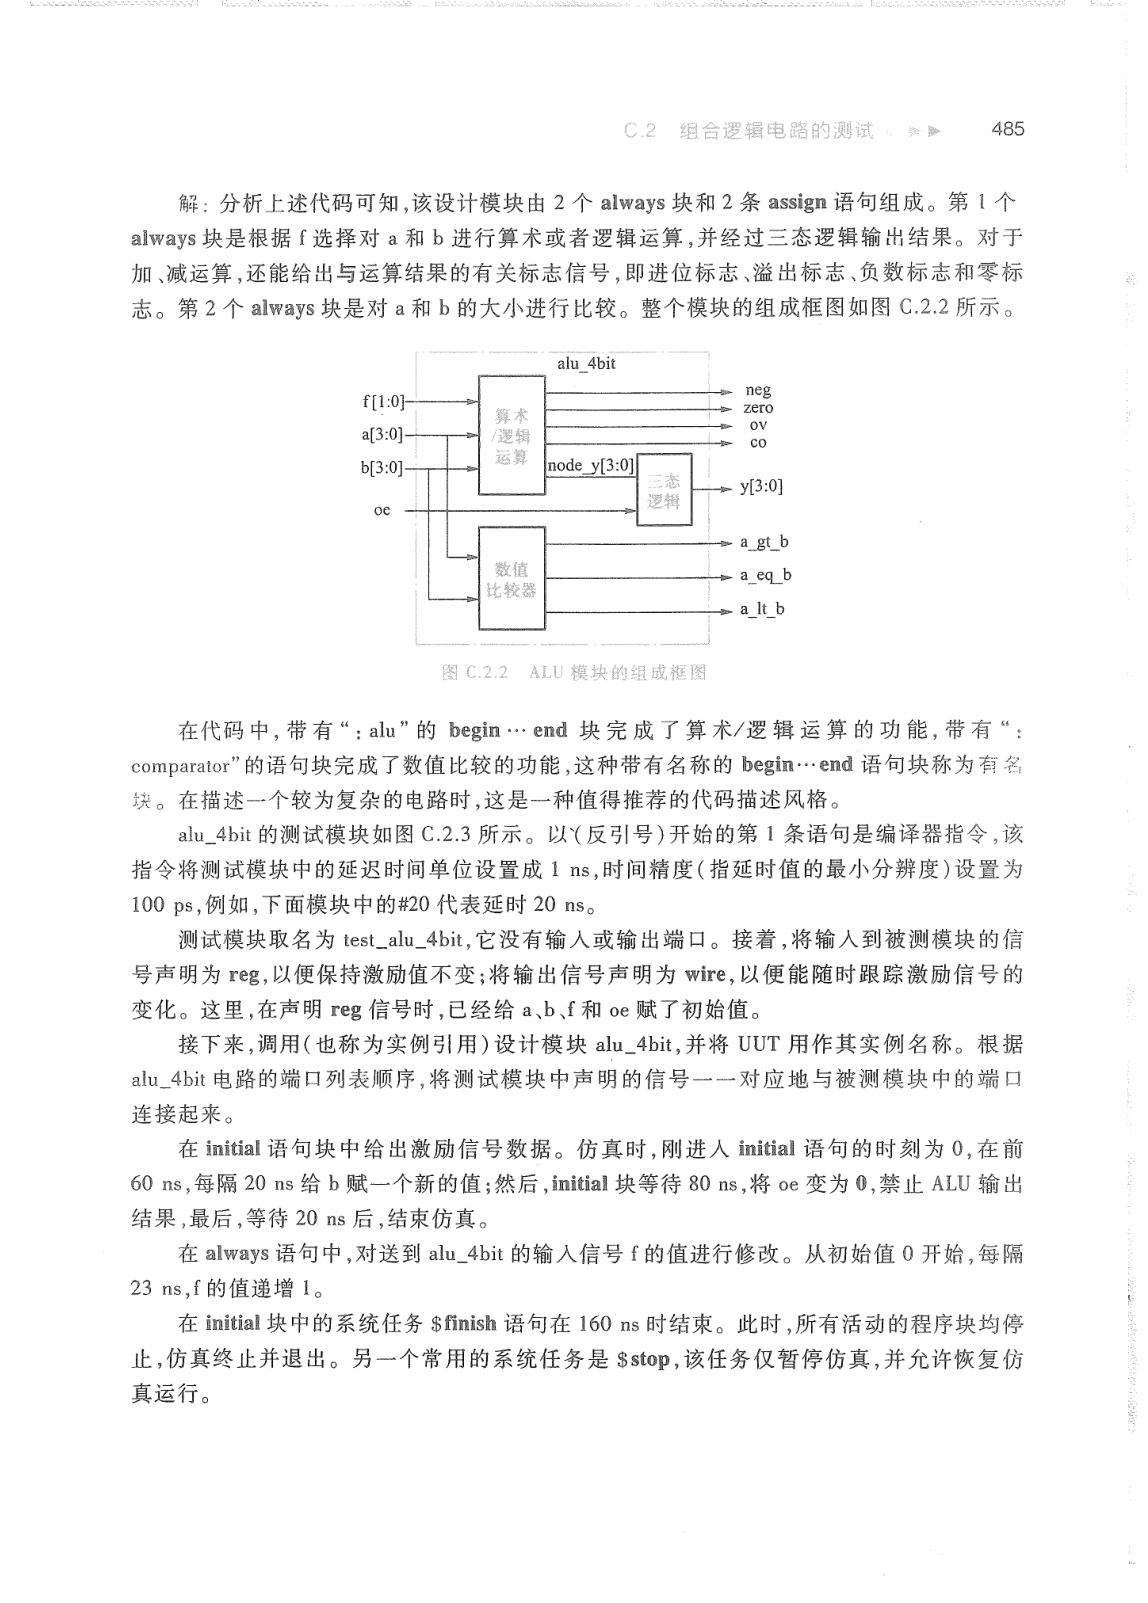 C.2 组合逻辑电路的测试 485
解：分析上述代码可知,该设计模块由 2 个 always 块和 2 条 assign 语句组成。第 1 个
always 块是根据 f 选择对 a 和 b 进行算术或者逻辑运算,并经过三态逻辑输出结果。对于
加、减运算,还能给出与运算结果的有关标志信号,即进位标志、溢出标志、负数标志和零标
志。第 2 个 always 块是对 a 和 b 的大小进行比较。整个模块的组成框图如图 C.2.2 所示。
alu_4bit
f[1:0]
a[3:0]
b[3:0]
oe
算术
/逻辑
运算
node_y[3:0]
三态
逻辑
数值
比较器
neg
zero
ov
co
y[3:0]
a_gt_b
a_eq_b
a_lt_b
图 C.2.2 ALU 模块的组成框图
在代码中,带有“：alu”的 begin…end 块完成了算术/逻辑运算的功能,带有“：
comparator”的语句块完成了数值比较的功能,这种带有名称的 begin…end 语句块称为有名
块。在描述一个较为复杂的电路时,这是一种值得推荐的代码描述风格。
alu_4bit 的测试模块如图 C.2.3 所示。以`(反引号)开始的第 1 条语句是编译器指令,该
指令将测试模块中的延迟时间单位设置成 1 ns,时间精度(指延时值的最小分辨度)设置为
100 ps,例如,下面模块中的#20 代表延时 20 ns。
测试模块取名为 test_alu_4bit,它没有输入或输出端口。接着,将输入到被测模块的信
号声明为 reg,以便保持激励值不变;将输出信号声明为 wire,以便能随时跟踪激励信号的
变化。这里,在声明 reg 信号时,已经给 a、b、f 和 oe 赋了初始值。
接下来,调用(也称为实例引用)设计模块 alu_4bit,并将 UUT 用作其实例名称。根据
alu_4bit 电路的端口列表顺序,将测试模块中声明的信号一一对应地与被测模块中的端口
连接起来。
在 initial 语句块中给出激励信号数据。仿真时,刚进入 initial 语句的时刻为 0,在前
60 ns,每隔 20 ns 给 b 赋一个新的值;然后,initial 块等待 80 ns,将 oe 变为 0,禁止 ALU 输出
结果,最后,等待 20 ns 后,结束仿真。
在 always 语句中,对送到 alu_4bit 的输入信号 f 的值进行修改。从初始值 0 开始,每隔
23 ns,f 的值递增 1。
在 initial 块中的系统任务 $finish 语句在 160 ns 时结束。此时,所有活动的程序块均停
止,仿真终止并退出。另一个常用的系统任务是 $stop,该任务仅暂停仿真,并允许恢复仿
真运行。